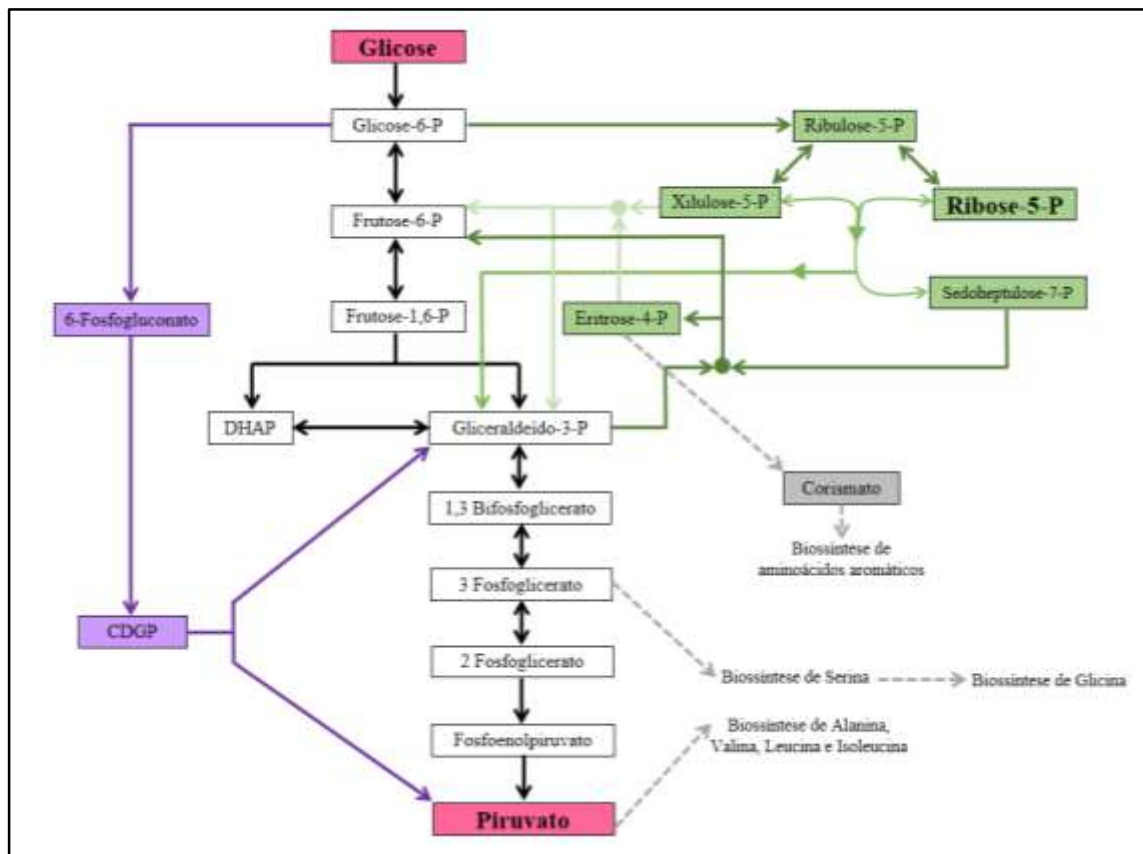 Glicose
Glicose-6-P
Ribulose-5-P
Xilulose-5-P
Ribose-5-P
Frutose-6-P
Sedoheptulose-7-P
6-Fosfogluconato
Frutose-1,6-P
Eritrose-4-P
DHAP
Gliceraldeido-3-P
Corismato
1,3 Bifosfoglicerato
Biossíntese de
aminoácidos aromáticos
3 Fosfoglicerato
CDGP
2 Fosfoglicerato
Biossíntese de Serina
Biossíntese de Glicina
Fosfoenolpiruvato
Biossíntese de Alanina,
Valina, Leucina e Isoleucina
Piruvato